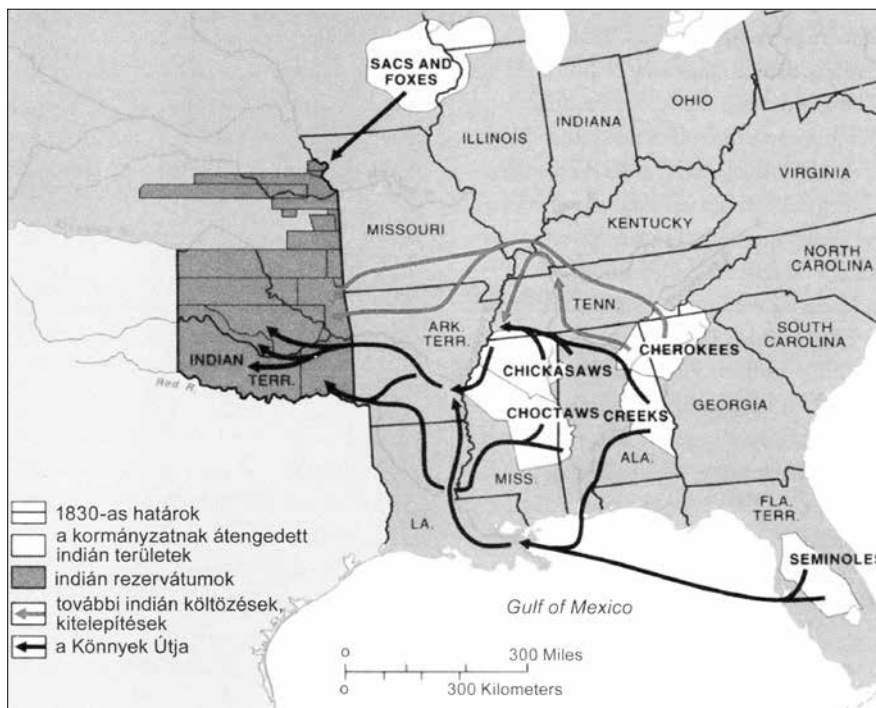 SACS AND
FOXES
ILLINOIS
INDIANA
OHIO
VIRGINIA
MISSOURI
KENTUCKY
NORTH
CAROLINA
TENN.
ARK.
TERR.
SOUTH
CAROLINA
CHEROKEES
INDIAN
TERR.
CHICKASAWS
Red R.
CHOCTAWS
CREEKS
GEORGIA
ALA.
MISS.
LA.
FLA.
TERR.
SEMINOLES
Gulf of Mexico
1830-as határok
a kormányzatnak átengedett
indián területek
indián rezervátumok
további indián költözések,
kitelepítések
a Könnyek Útja
0 300 Miles
0 300 Kilometers